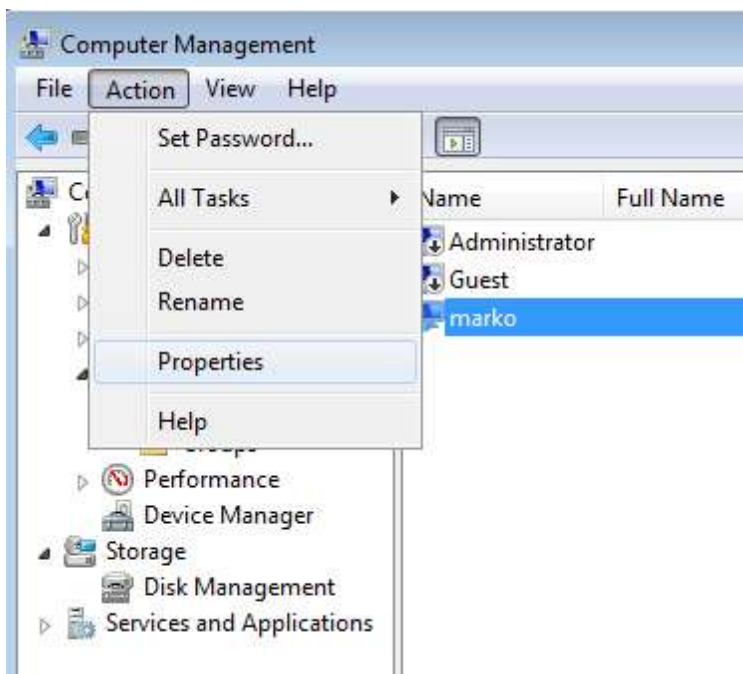 Computer Management
File Action View Help
Set Password...
All Tasks
Delete
Rename
Properties
Help
Name Full Name
Administrator
Guest
marko
Performance
Device Manager
Storage
Disk Management
Services and Applications